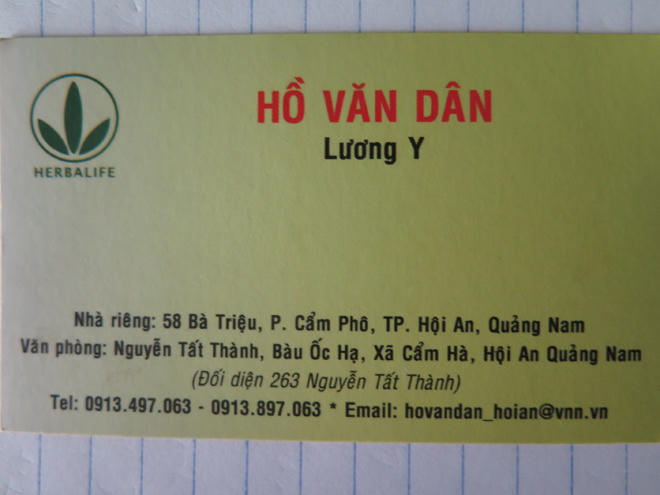 HERBALIFE
HỒ VĂN DÂN
Lương Y
Nhà riêng: 58 Bà Triệu, P. Cẩm Phô, TP. Hội An, Quảng Nam
Văn phòng: Nguyễn Tất Thành, Bàu Ốc Hạ, Xã Cẩm Hà, Hội An Quảng Nam
(Đối diện 263 Nguyễn Tất Thành)
Tel: 0913.497.063 - 0913.897.063 * Email: hovandan_hoian@vnn.vn